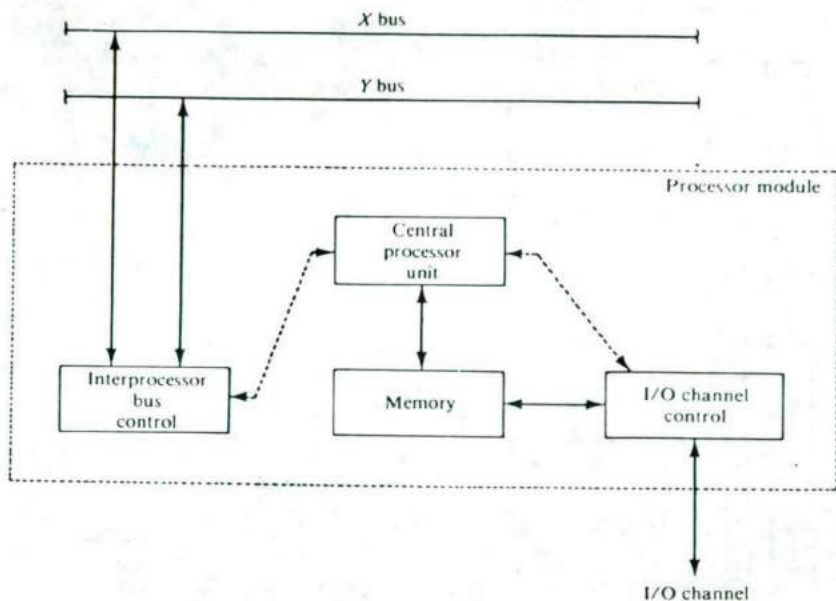 X bus
Y bus
Processor module
Central
processor
unit
Interprocessor
bus
control
Memory
I/O channel
control
I/O channel